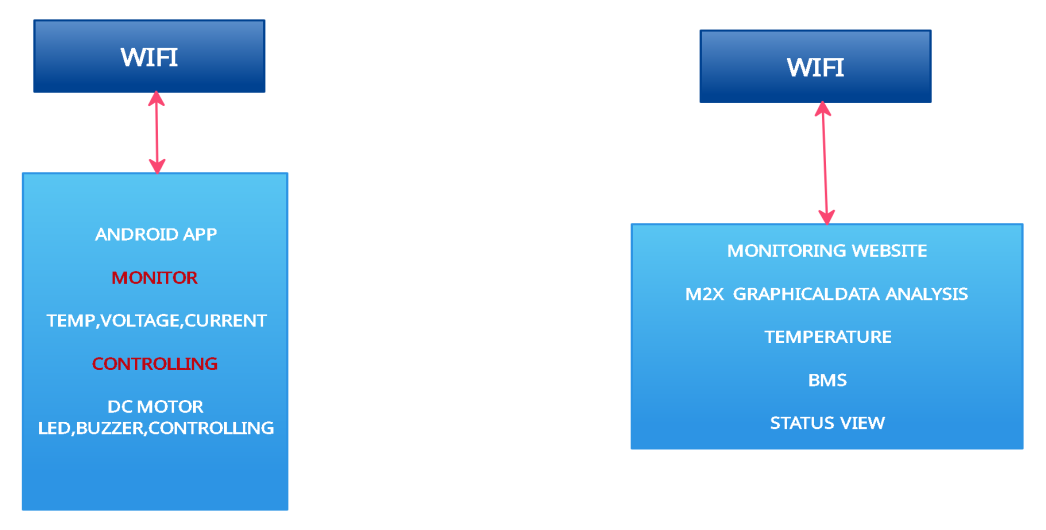 WIFI
ANDROID APP
MONITOR
TEMP,VOLTAGE,CURRENT
CONTROLLING
DC MOTOR
LED,BUZZER,CONTROLLING
WIFI
MONITORING WEBSITE
M2X GRAPHICALDATA ANALYSIS
TEMPERATURE
BMS
STATUS VIEW